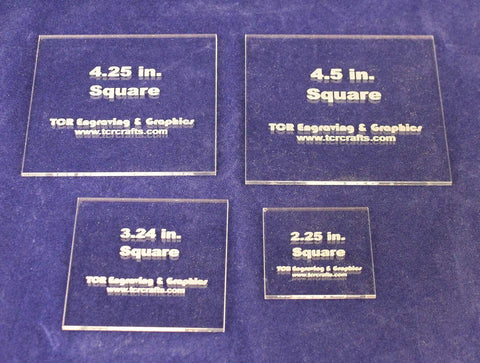 4.25 in.
Square
TCR Engraving & Graphics
www.tcrcrafts.com
4.5 in.
Square
TCR Engraving & Graphics
www.tcrcrafts.com
3.24 in.
Square
TCR Engraving & Graphics
www.tcrcrafts.com
2.25 in.
Square
TCR Engraving & Graphics
www.tcrcrafts.com